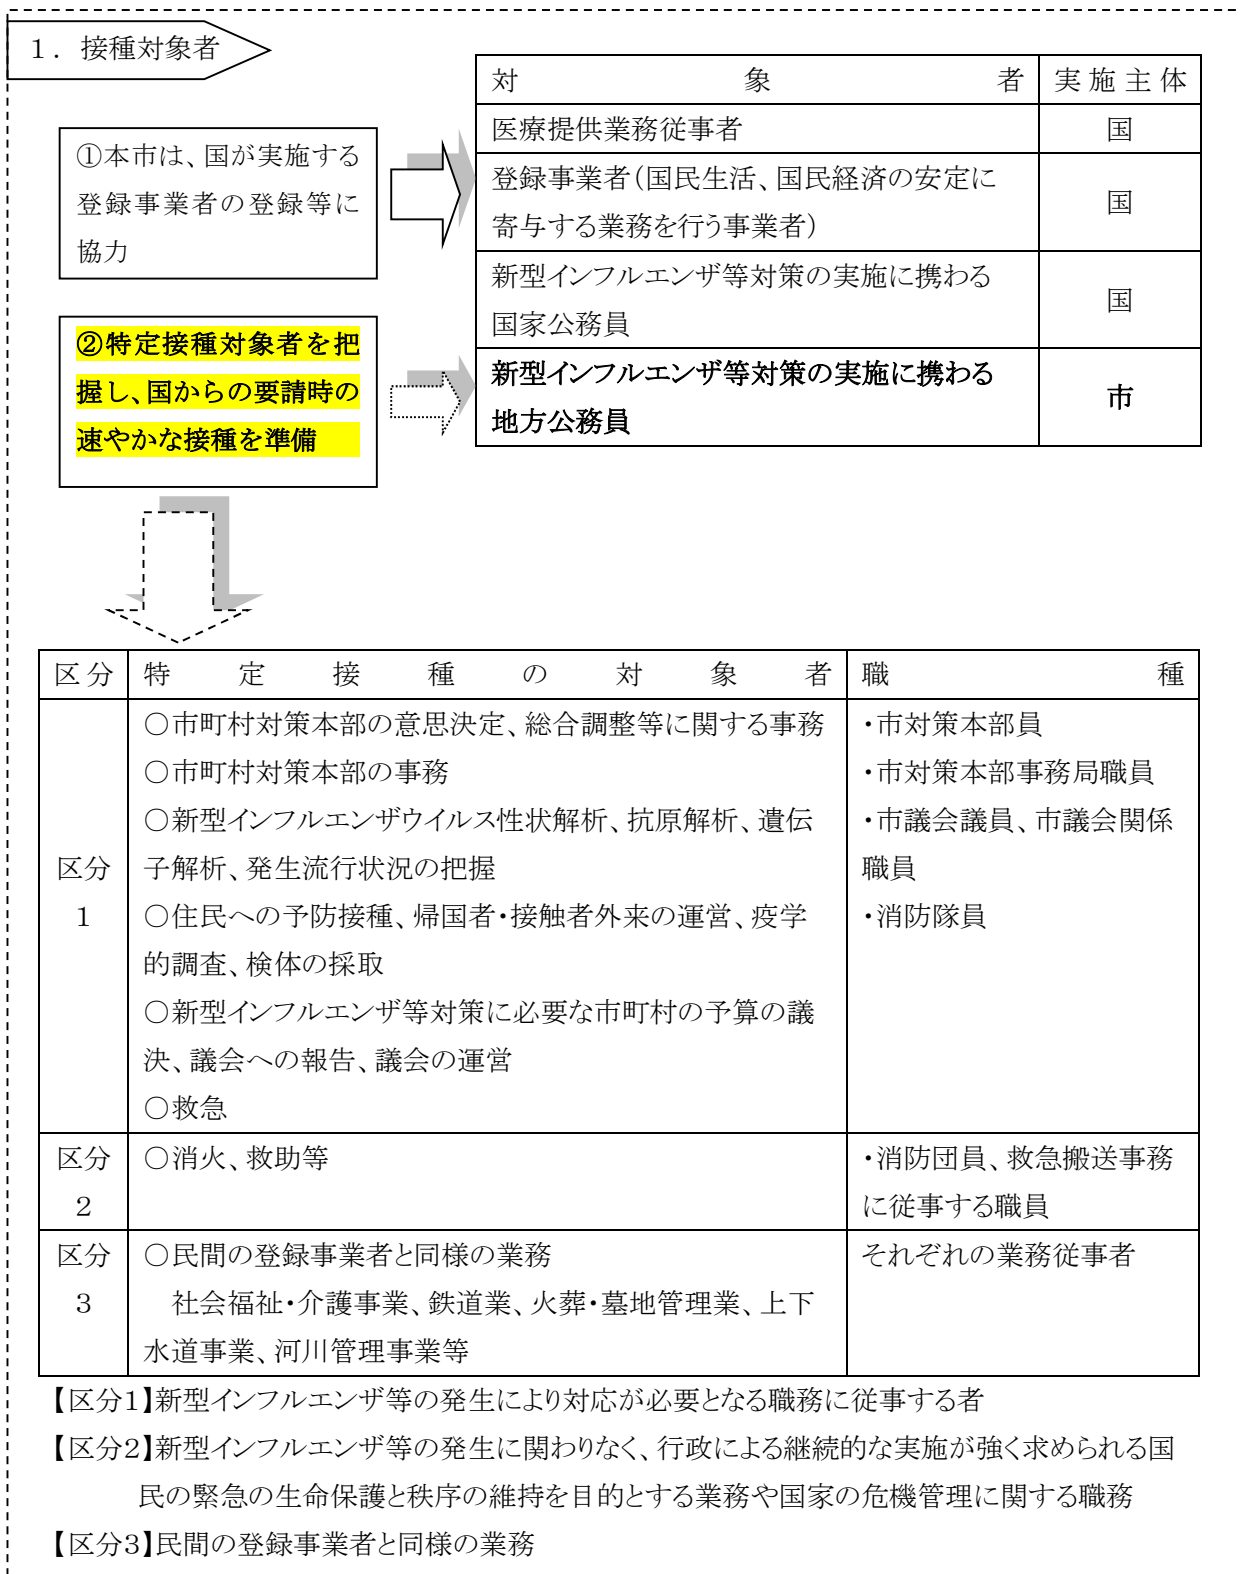 1．接種対象者
対象者 実施主体
医療提供業務従事者 国
登録事業者（国民生活、国民経済の安定に
寄与する業務を行う事業者） 国
新型インフルエンザ等対策の実施に携わる
国家公務員 国
新型インフルエンザ等対策の実施に携わる
地方公務員 市
①本市は、国が実施する
登録事業者の登録等に
協力
②特定接種対象者を把
握し、国からの要請時の
速やかな接種を準備
区分 特定接種の対象者 職種
区分
1
○市町村対策本部の意思決定、総合調整等に関する事務
○市町村対策本部の事務
○新型インフルエンザウイルス性状解析、抗原解析、遺伝
子解析、発生流行状況の把握
○住民への予防接種、帰国者・接触者外来の運営、疫学
的調査、検体の採取
○新型インフルエンザ等対策に必要な市町村の予算の議
決、議会への報告、議会の運営
○救急
・市対策本部員
・市対策本部事務局職員
・市議会議員、市議会関係
職員
・消防隊員
区分
2
○消火、救助等
・消防団員、救急搬送事務
に従事する職員
区分
3
○民間の登録事業者と同様の業務
社会福祉・介護事業、鉄道業、火葬・墓地管理業、上下
水道事業、河川管理事業等
それぞれの業務従事者
【区分1】新型インフルエンザ等の発生により対応が必要となる職務に従事する者
【区分2】新型インフルエンザ等の発生に関わりなく、行政による継続的な実施が強く求められる国
民の緊急の生命保護と秩序の維持を目的とする業務や国家の危機管理に関する職務
【区分3】民間の登録事業者と同様の業務